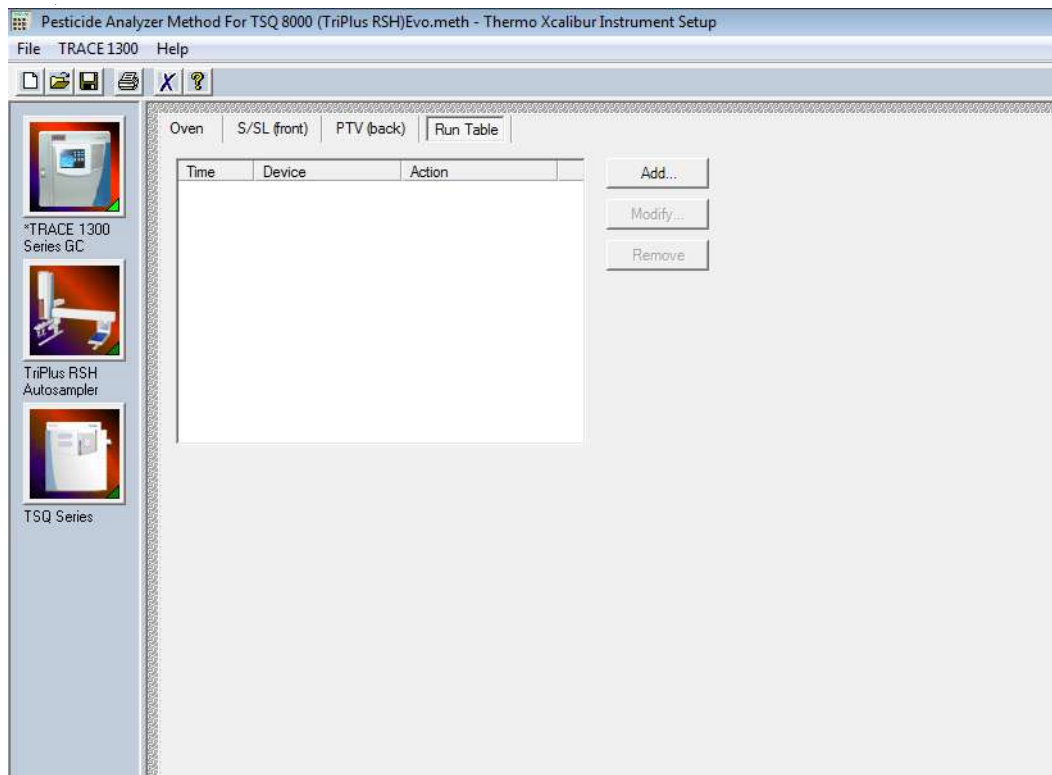 Pesticide Analyzer Method For TSQ 8000 (TriPlus RSH)Evo.meth - Thermo Xcalibur Instrument Setup
File TRACE 1300 Help
Oven S/SL (front) PTV (back) Run Table
Time Device Action
Add...
Modify...
Remove
*TRACE 1300
Series GC
TriPlus RSH
Autosampler
TSQ Series